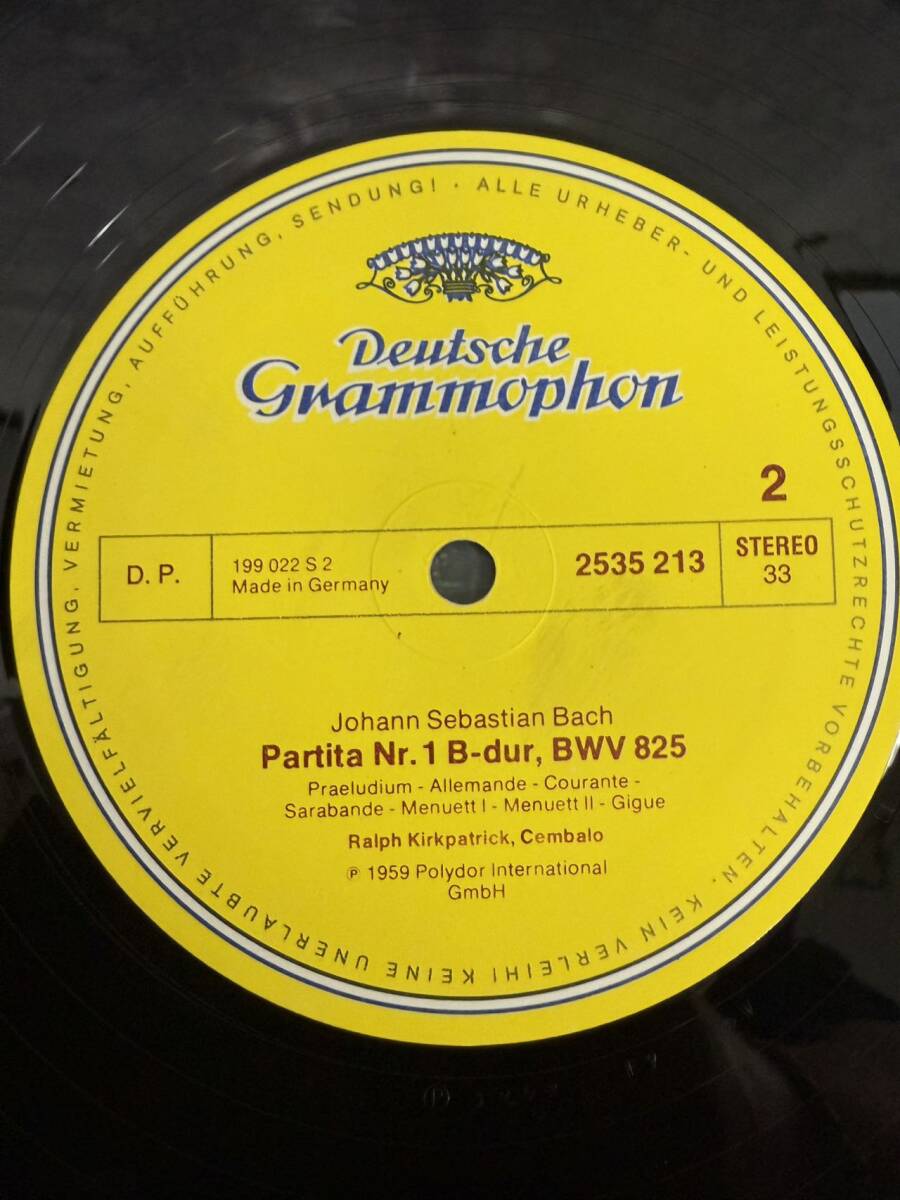 ALLE URHEBER- UND LEISTUNGSSCHUTZRECHTE VORBEHALTEN. KEIN VERLEIH! KEINE UNERLAUBTE VERVIELFÄLTIGUNG, VERMIETUNG, AUFFÜHRUNG, SENDUNG! ·
Deutsche
Grammophon
2
D. P.
199 022 S 2
Made in Germany
2535 213
STEREO
33
Johann Sebastian Bach
Partita Nr. 1 B-dur, BWV 825
Praeludium - Allemande - Courante -
Sarabande - Menuett I - Menuett II - Gigue
Ralph Kirkpatrick, Cembalo
℗ 1959 Polydor International
GmbH